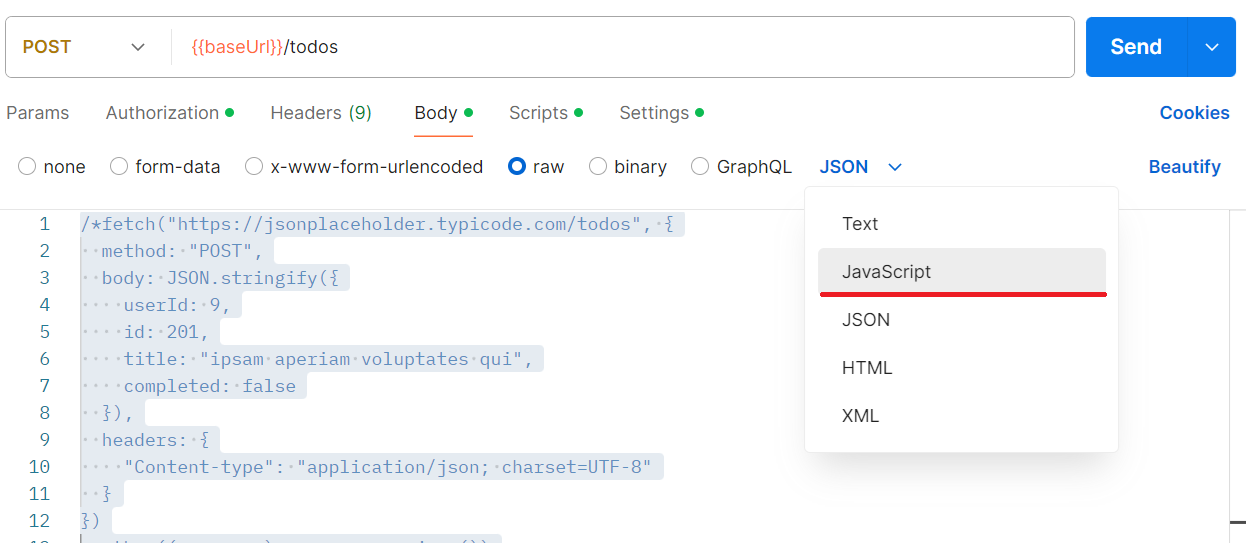 POST {{baseUrl}}/todos Send
Params Authorization Headers (9) Body Scripts Settings Cookies
none form-data x-www-form-urlencoded raw binary GraphQL JSON Beautify
Text
JavaScript
JSON
HTML
XML
1 /*fetch("https://jsonplaceholder.typicode.com/todos", {
2 method: "POST",
3 body: JSON.stringify({
4 userId: 9,
5 id: 201,
6 title: "ipsam aperiam voluptates qui",
7 completed: false
8 }),
9 headers: {
10 "Content-type": "application/json; charset=UTF-8"
11 }
12 })